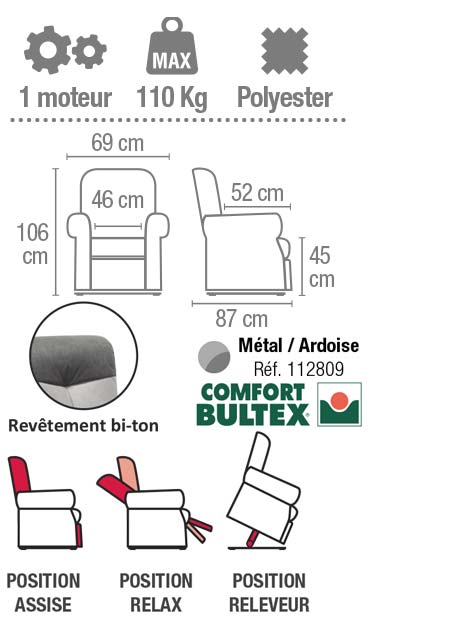 MAX
1 moteur 110 Kg Polyester
69 cm
46 cm
52 cm
106
cm
45
cm
87 cm
Métal / Ardoise
Réf. 112809
COMFORT
BULTEX®
Revêtement bi-ton
POSITION
ASSISE
POSITION
RELAX
POSITION
RELEVEUR